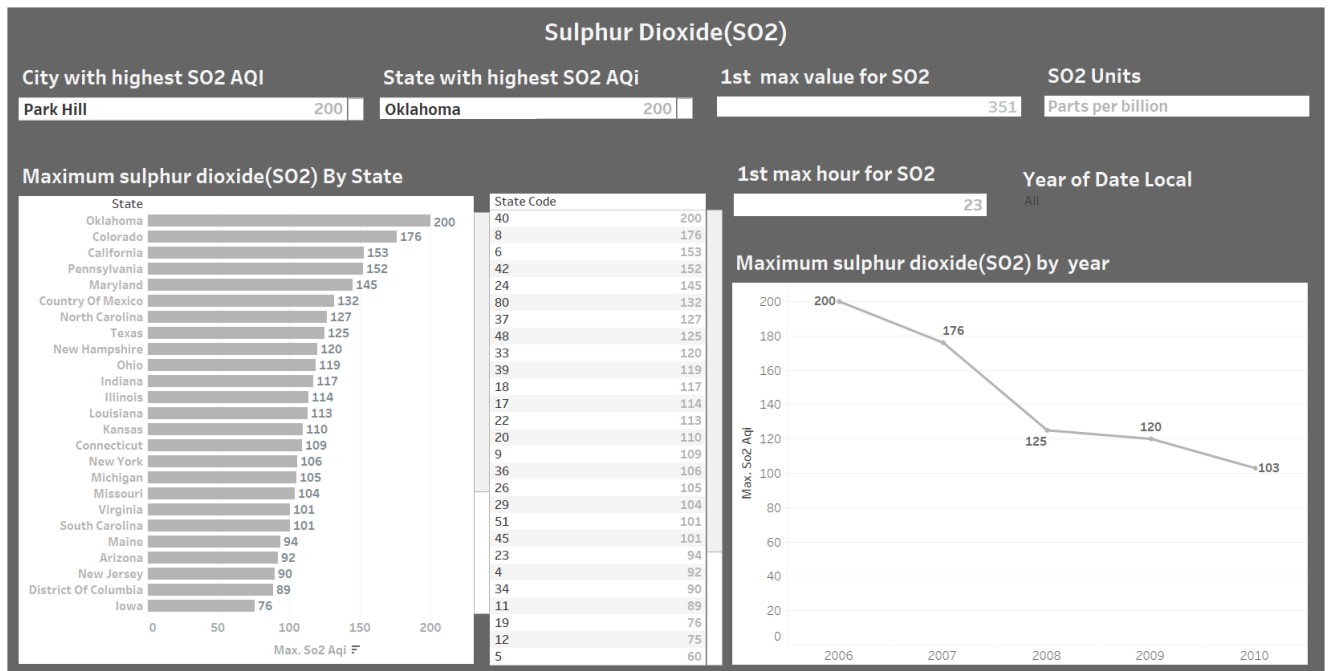 Sulphur Dioxide(SO2)
City with highest SO2 AQI
State with highest SO2 AQi
1st max value for SO2
SO2 Units
Park Hill 200
Oklahoma 200
351
Parts per billion
Maximum sulphur dioxide(SO2) By State
State
Oklahoma 200
Colorado 176
California 153
Pennsylvania 152
Maryland 145
Country Of Mexico 132
North Carolina 127
Texas 125
New Hampshire 120
Ohio 119
Indiana 117
Illinois 114
Louisiana 113
Kansas 110
Connecticut 109
New York 106
Michigan 105
Missouri 104
Virginia 101
South Carolina 101
Maine 94
Arizona 92
New Jersey 90
District Of Columbia 89
Iowa 76
0 50 100 150 200
Max. So2 Aqi
State Code
40 200
8 176
6 153
42 152
24 145
80 132
37 127
48 125
33 120
39 119
18 117
17 114
22 113
20 110
9 109
36 106
26 105
29 104
51 101
45 101
23 94
4 92
34 90
11 89
19 76
12 75
5 60
1st max hour for SO2
23
Year of Date Local
All
Maximum sulphur dioxide(SO2) by year
Max. So2 Aqi
200
180
160
140
120
100
80
60
40
20
0
200
176
125
120
103
2006 2007 2008 2009 2010